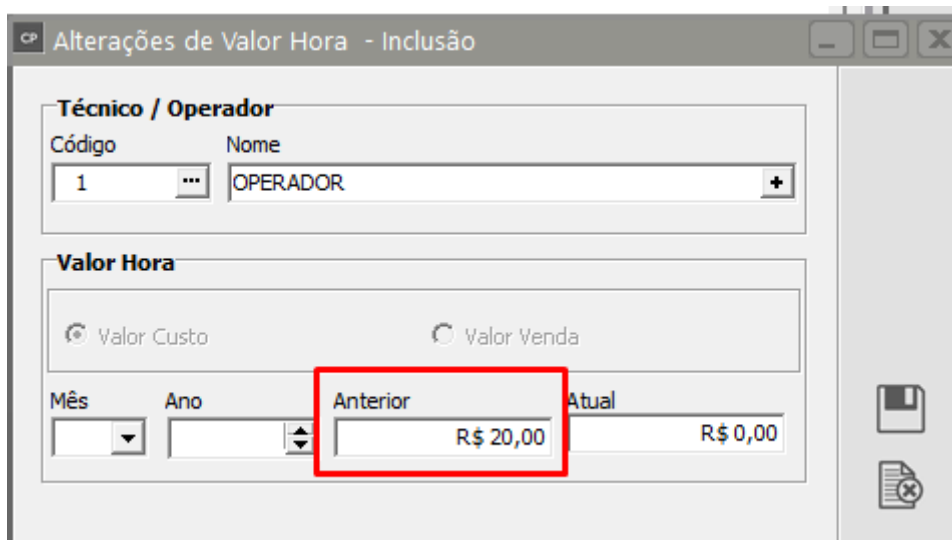 CP Alterações de Valor Hora - Inclusão
Técnico / Operador
Código Nome
1 ... OPERADOR +
Valor Hora
Valor Custo Valor Venda
Mês Ano Anterior Atual
R$ 20,00 R$ 0,00